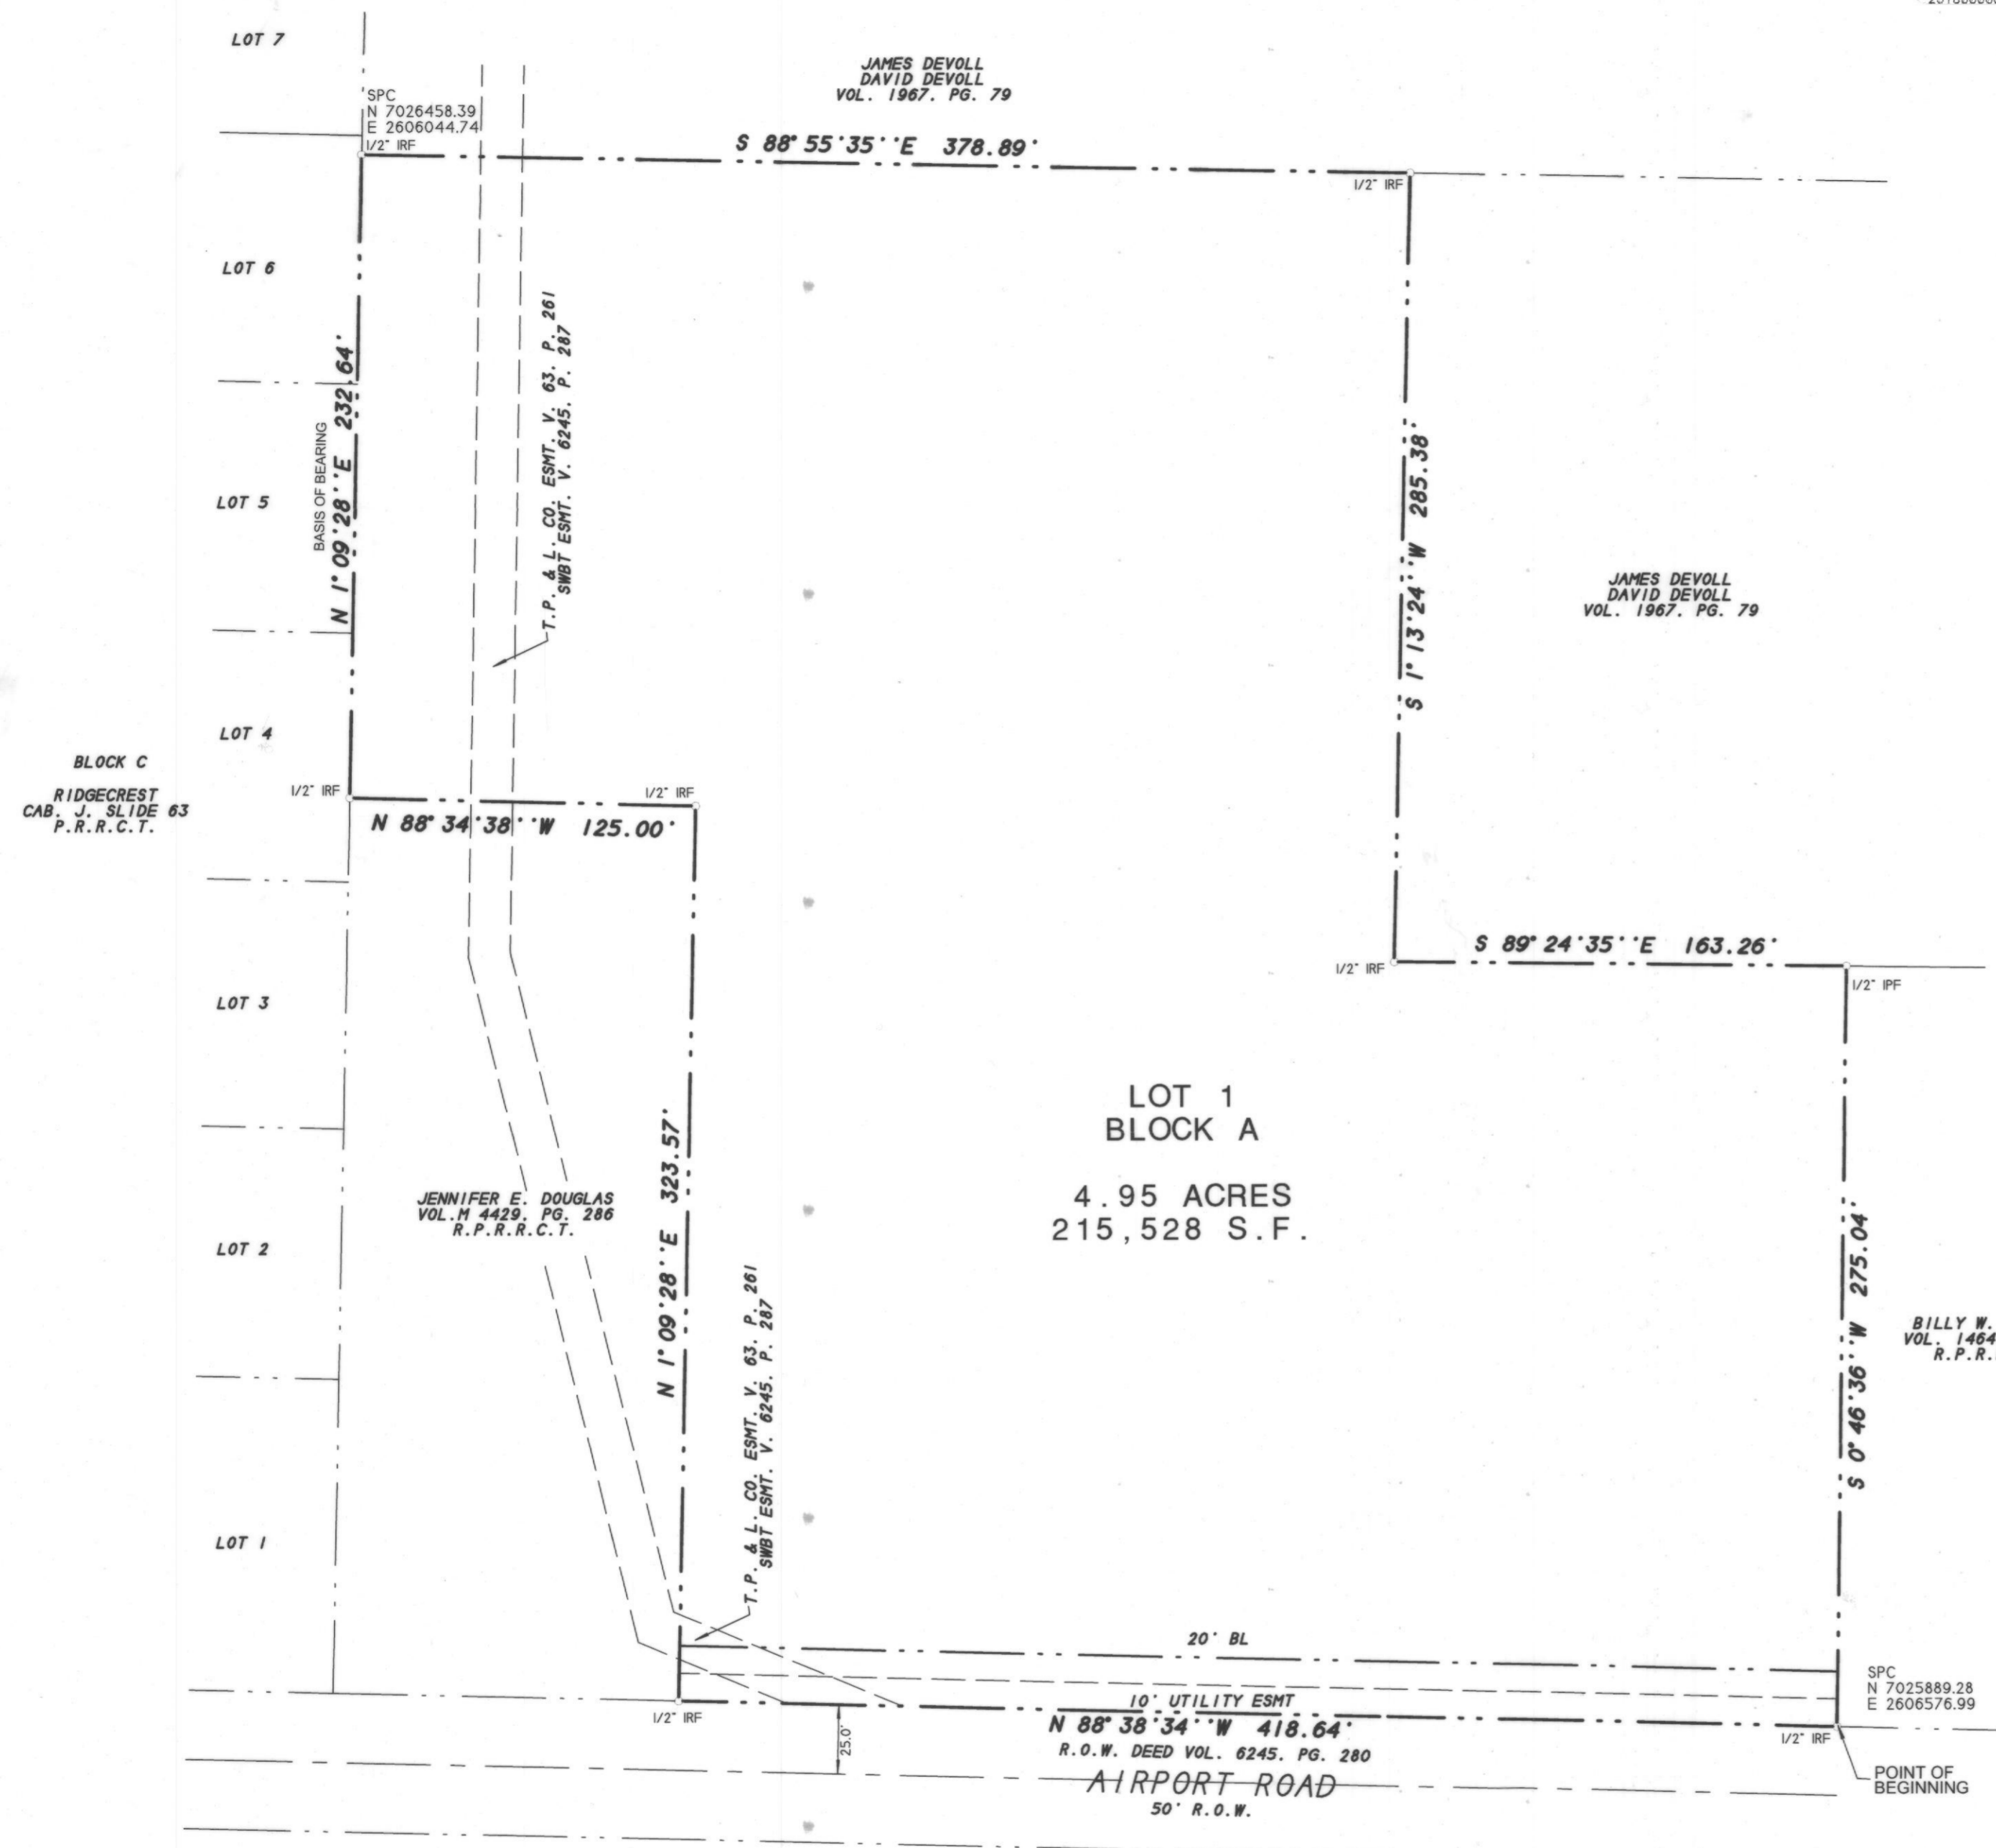 LOT 7
JAMES DEVOLL
DAVID DEVOLL
VOL. 1967. PG. 79
SPC
N 7026458.39
E 2606044.74
1/2" IRF
S 88° 55'35''E 378.89'
1/2" IRF
LOT 6
T.P. & L. CO. ESMT. V. 63. P. 261
SWBT ESMT. V. 6245. P. 287
BASIS OF BEARING
N 1° 09'28''E 232.64'
LOT 5
S 1° 13'24''W 285.38'
JAMES DEVOLL
DAVID DEVOLL
VOL. 1967. PG. 79
LOT 4
BLOCK C
RIDGECREST
CAB. J. SLIDE 63
P.R.R.C.T.
1/2" IRF
1/2" IRF
N 88° 34'38''W 125.00'
S 89° 24'35''E 163.26'
1/2" IRF
1/2" IPF
LOT 3
LOT 1
BLOCK A
4.95 ACRES
215,528 S.F.
N 1° 09'28''E 323.57'
JENNIFER E. DOUGLAS
VOL.M 4429. PG. 286
R.P.R.R.C.T.
LOT 2
S 0° 46'36''W 275.04'
BILLY W.
VOL. 1464
R.P.R.
T.P. & L. CO. ESMT. V. 63. P. 261
SWBT ESMT. V. 6245. P. 287
LOT 1
20' BL
SPC
N 7025889.28
E 2606576.99
10' UTILITY ESMT
1/2" IRF
N 88° 38'34''W 418.64'
1/2" IRF
25.0'
R.O.W. DEED VOL. 6245. PG. 280
AIRPORT ROAD
50' R.O.W.
POINT OF
BEGINNING